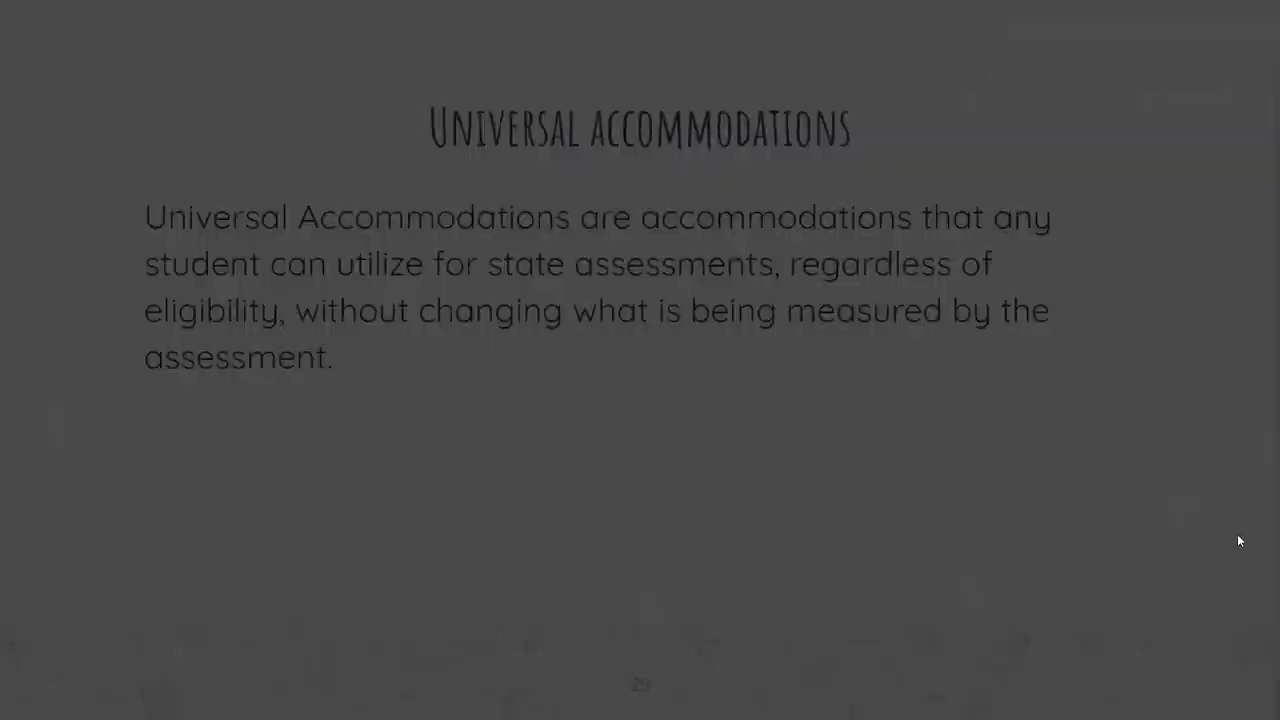 Universal accommodations
Universal Accommodations are accommodations that any
student can utilize for state assessments, regardless of
eligibility, without changing what is being measured by the
assessment.
29